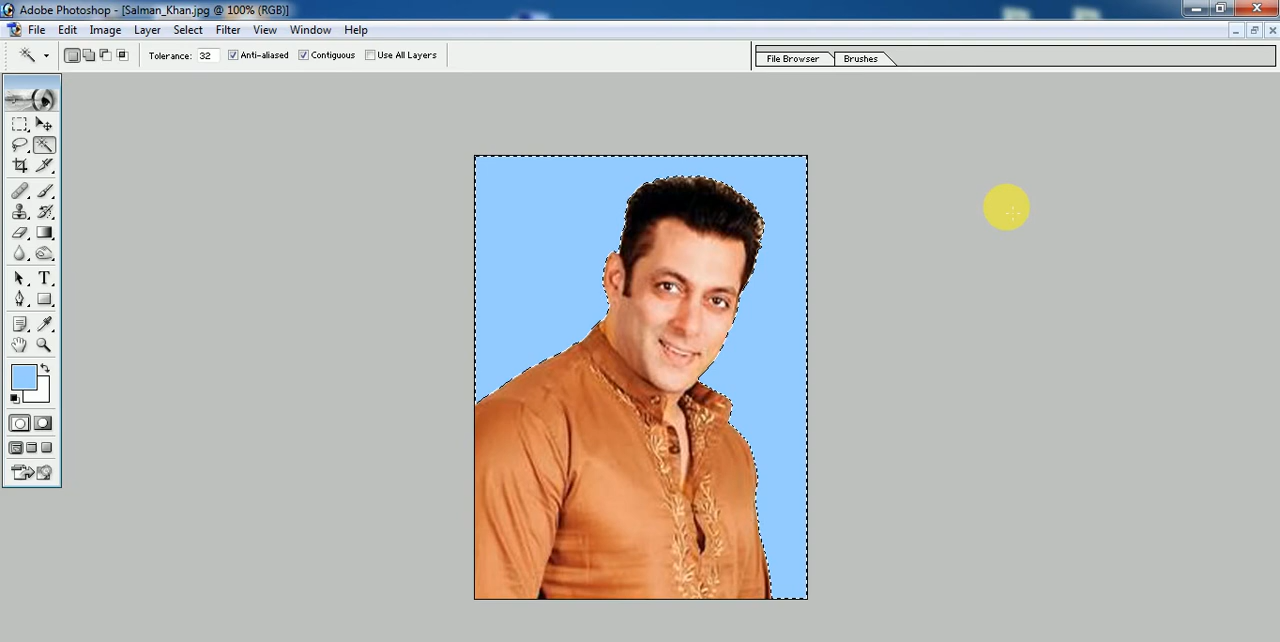 Adobe Photoshop - [Salman_Khan.jpg @ 100% (RGB)]
File Edit Image Layer Select Filter View Window Help
Tolerance: 32 Anti-aliased Contiguous Use All Layers File Browser Brushes
T